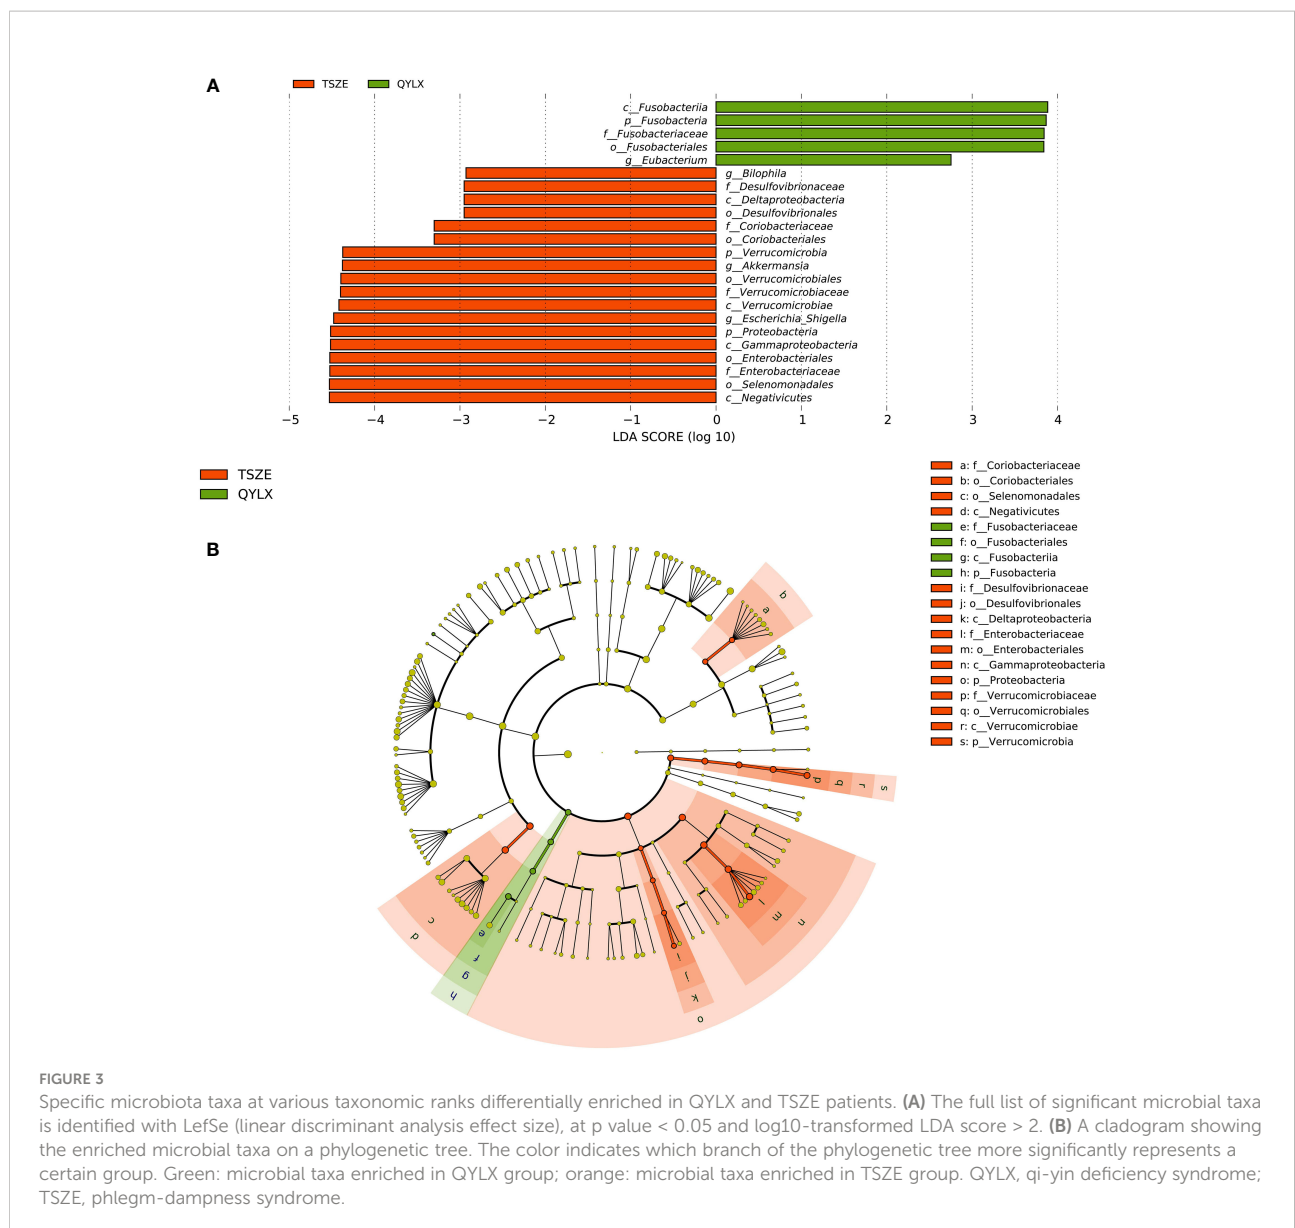 A
TSZE QYLX
c__Fusobacteriia
p__Fusobacteria
f__Fusobacteriaceae
o__Fusobacteriales
g__Eubacterium
g__Bilophila
f__Desulfovibrionaceae
c__Deltaproteobacteria
o__Desulfovibrionales
f__Coriobacteriaceae
o__Coriobacteriales
p__Verrucomicrobia
g__Akkermansia
o__Verrucomicrobiales
f__Verrucomicrobiaceae
c__Verrucomicrobiae
g__Escherichia_Shigella
p__Proteobacteria
c__Gammaproteobacteria
o__Enterobacteriales
f__Enterobacteriaceae
o__Selenomonadales
c__Negativicutes
−5 −4 −3 −2 −1 0 1 2 3 4
LDA SCORE (log 10)
TSZE
QYLX
B
a: f__Coriobacteriaceae
b: o__Coriobacteriales
c: o__Selenomonadales
d: c__Negativicutes
e: f__Fusobacteriaceae
f: o__Fusobacteriales
g: c__Fusobacteriia
h: p__Fusobacteria
i: f__Desulfovibrionaceae
j: o__Desulfovibrionales
k: c__Deltaproteobacteria
l: f__Enterobacteriaceae
m: o__Enterobacteriales
n: c__Gammaproteobacteria
o: p__Proteobacteria
p: f__Verrucomicrobiaceae
q: o__Verrucomicrobiales
r: c__Verrucomicrobiae
s: p__Verrucomicrobia
b
a
p q r s
l m n
c
d
e
f
g
h
i
j
k
o
FIGURE 3
Specific microbiota taxa at various taxonomic ranks differentially enriched in QYLX and TSZE patients. (A) The full list of significant microbial taxa
is identified with LefSe (linear discriminant analysis effect size), at p value < 0.05 and log10-transformed LDA score > 2. (B) A cladogram showing
the enriched microbial taxa on a phylogenetic tree. The color indicates which branch of the phylogenetic tree more significantly represents a
certain group. Green: microbial taxa enriched in QYLX group; orange: microbial taxa enriched in TSZE group. QYLX, qi-yin deficiency syndrome;
TSZE, phlegm-dampness syndrome.